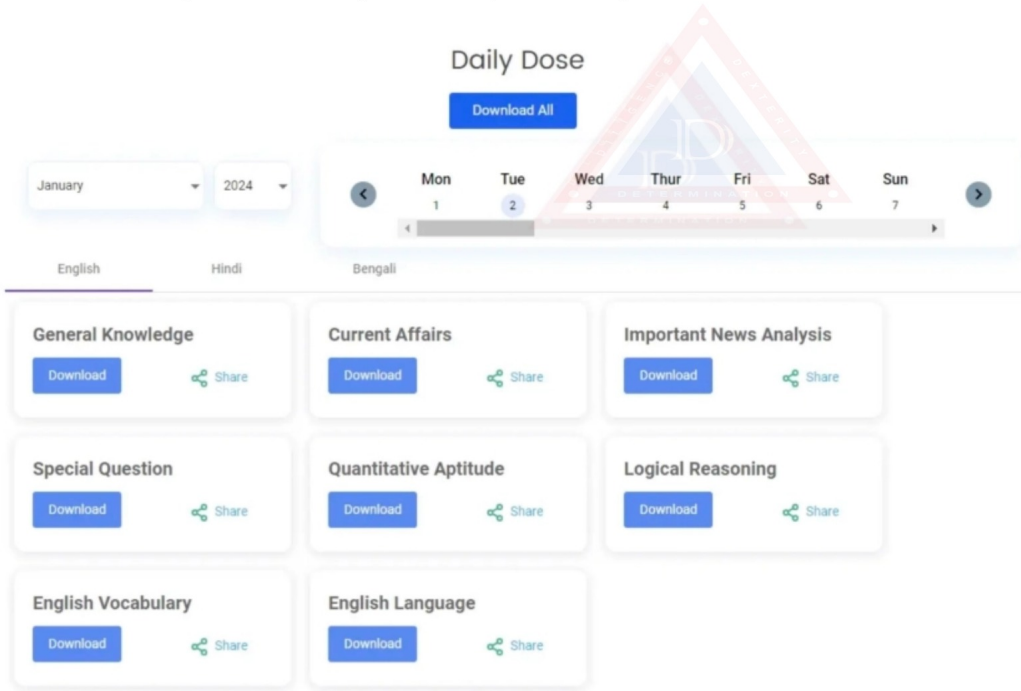 Daily Dose
Download All
January 2024
Mon Tue Wed Thur Fri Sat Sun
1 2 3 4 5 6 7
DETERMINATION
English Hindi Bengali
General Knowledge Current Affairs Important News Analysis
Download Share Download Share Download Share
Special Question Quantitative Aptitude Logical Reasoning
Download Share Download Share Download Share
English Vocabulary English Language
Download Share Download Share